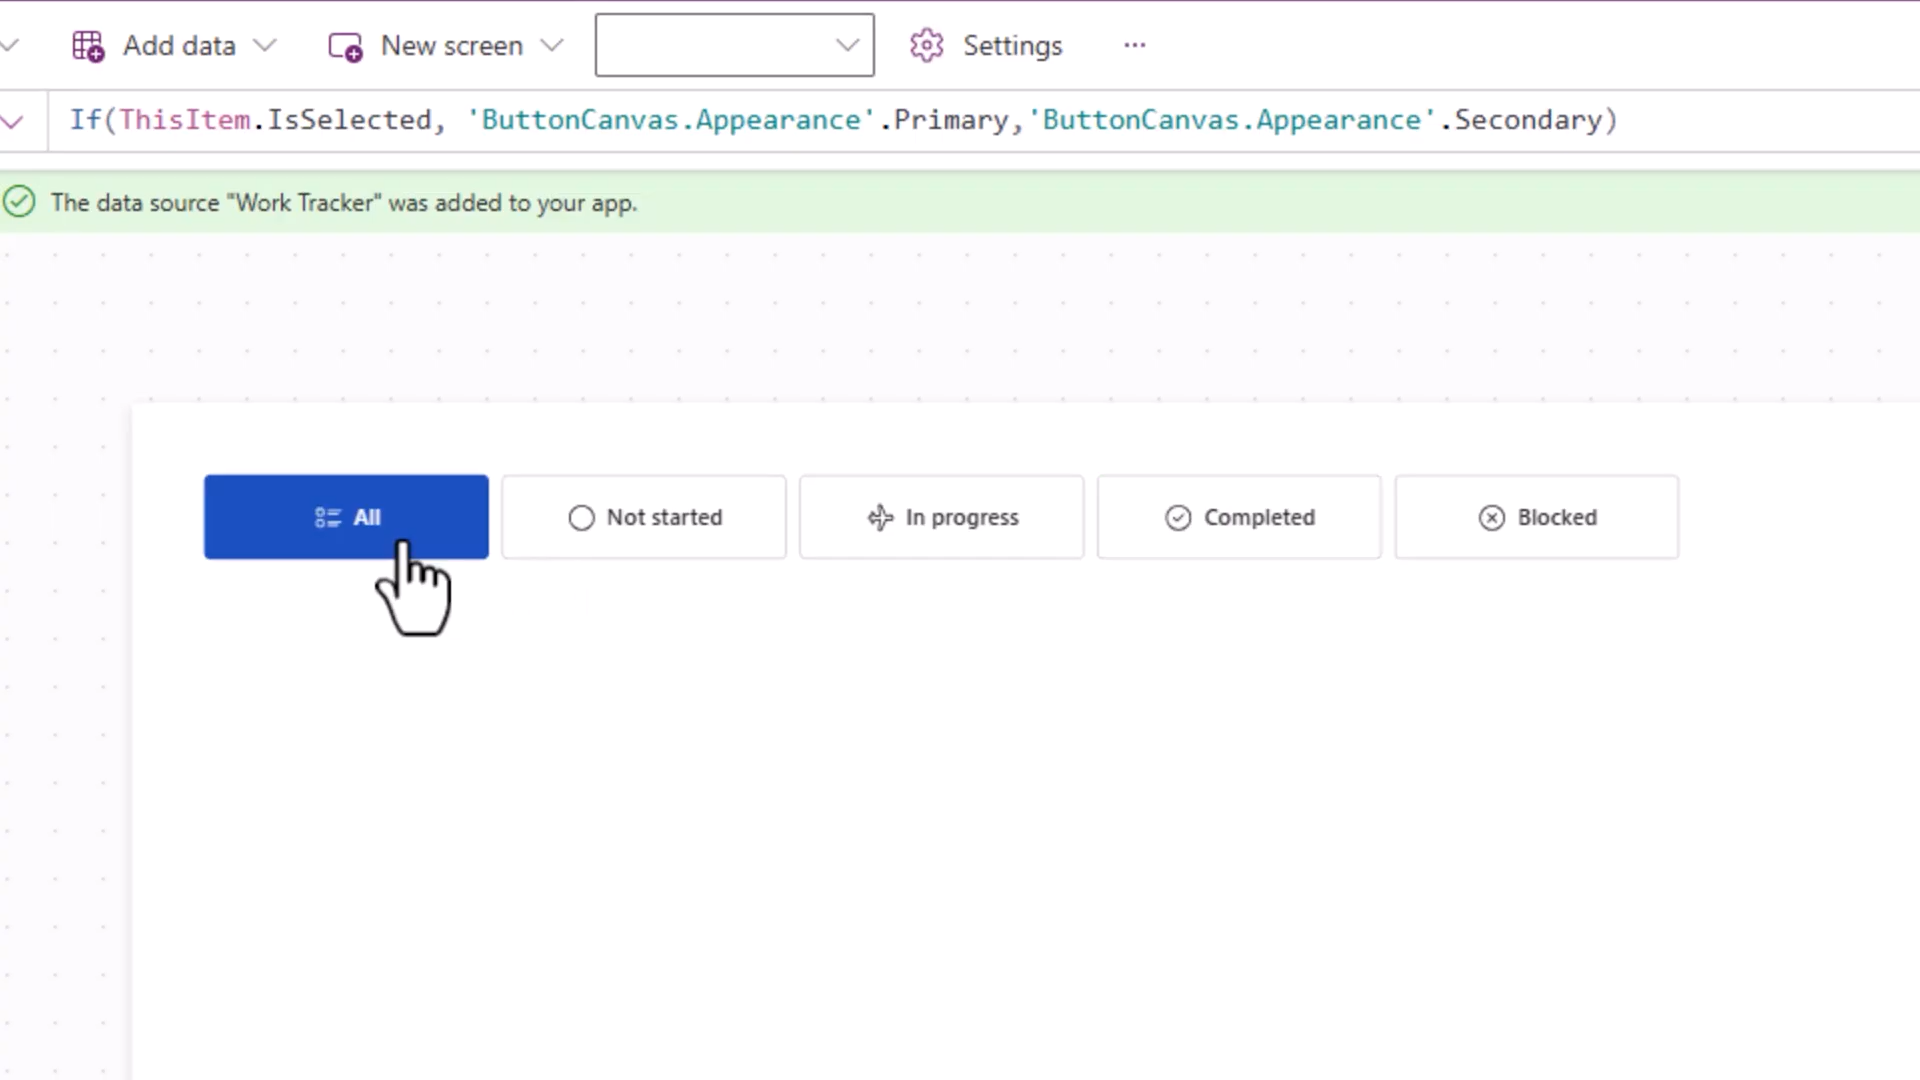 Add data New screen Settings ...
If(ThisItem.IsSelected, 'ButtonCanvas.Appearance'.Primary,'ButtonCanvas.Appearance'.Secondary)
The data source "Work Tracker" was added to your app.
All Not started In progress Completed Blocked